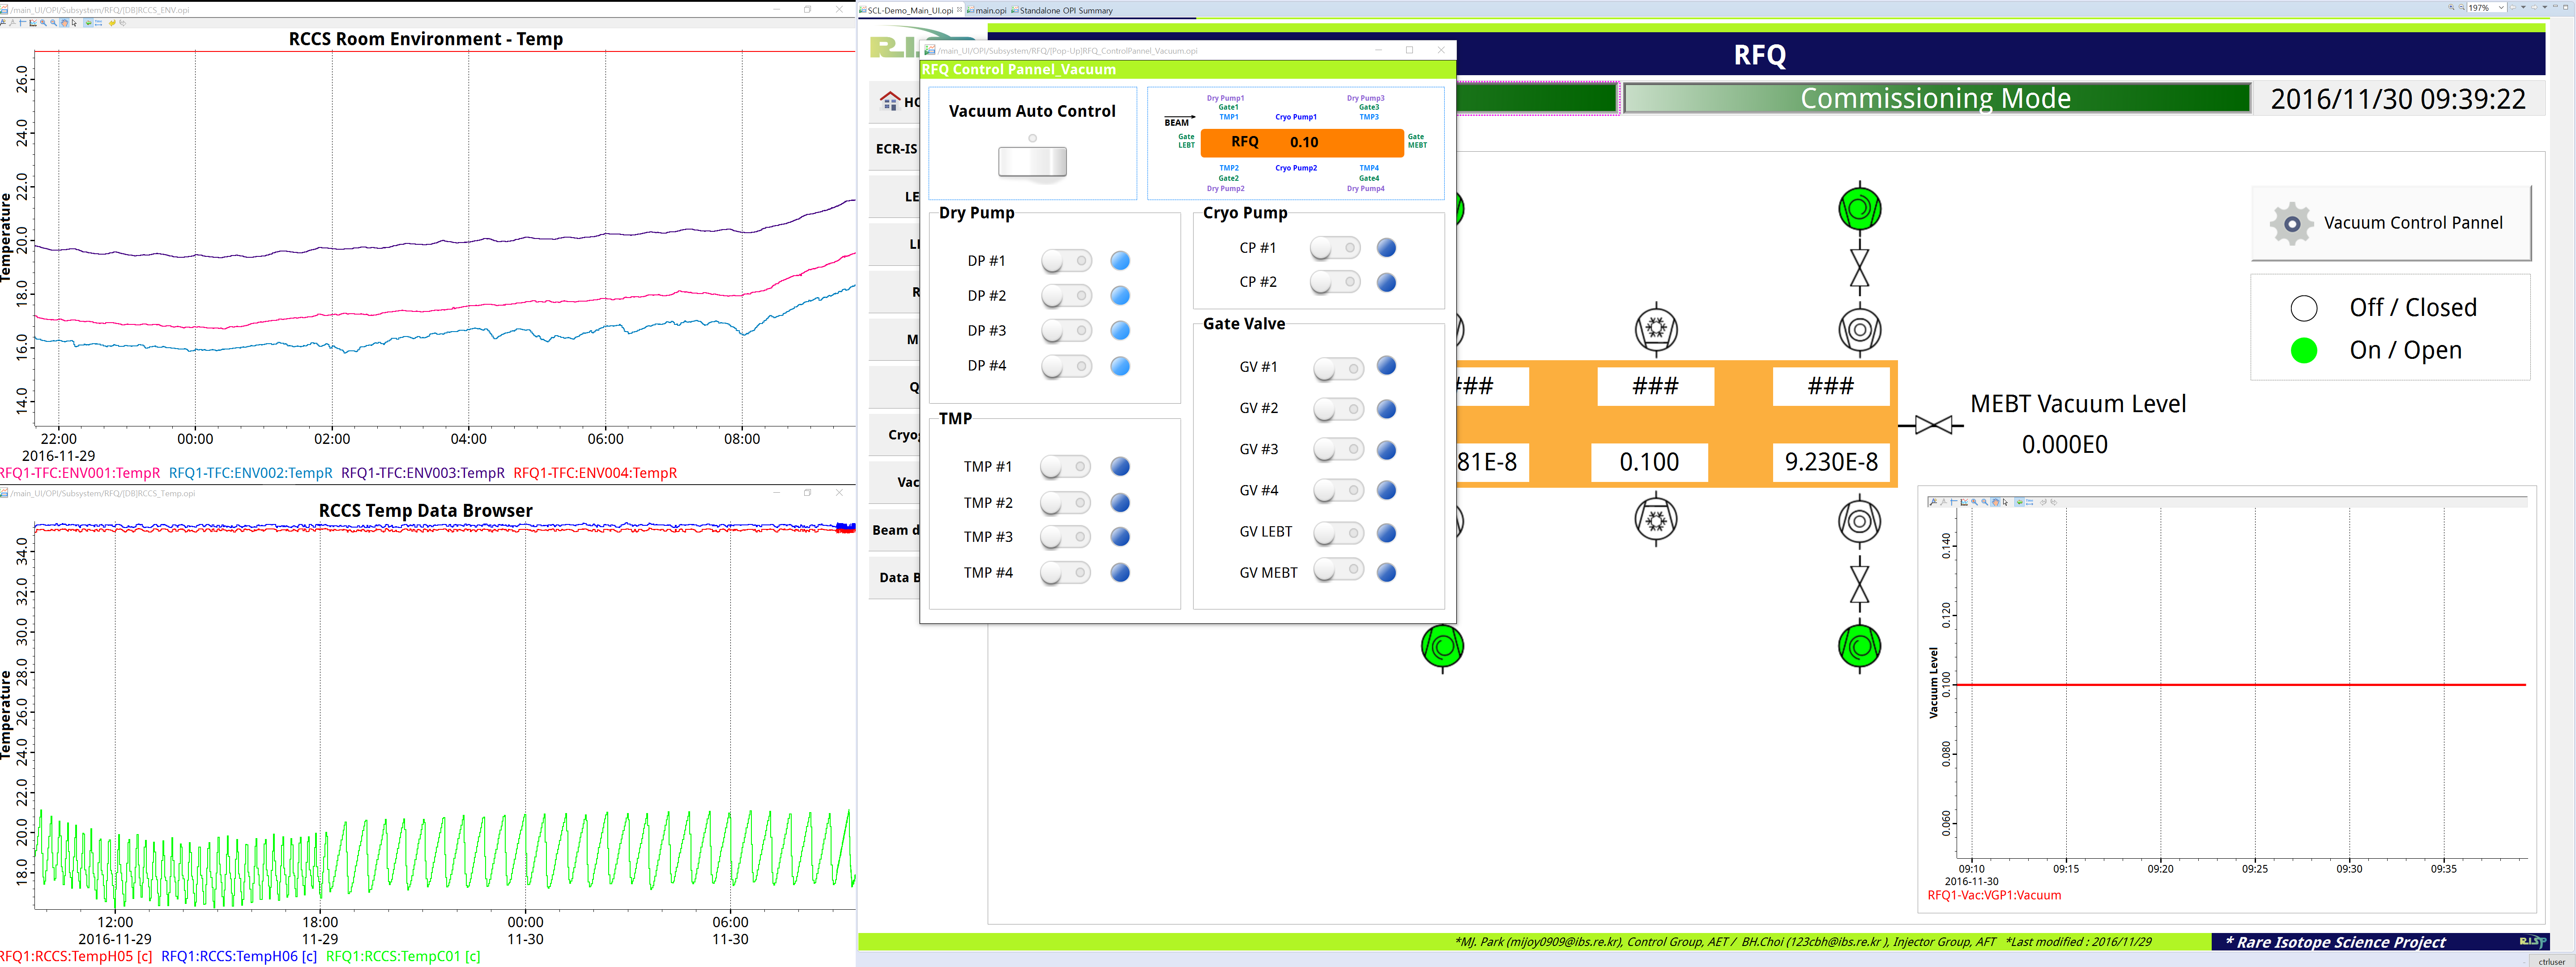 /main_UI/OPI/Subsystem/RFQ/[DB]RCCS_ENV.opi
RCCS Room Environment - Temp
Temperature
26.0
24.0
22.0
20.0
18.0
16.0
14.0
22:00
00:00
02:00
04:00
06:00
08:00
2016-11-29
RFQ1-TFC:ENV001:TempR RFQ1-TFC:ENV002:TempR RFQ1-TFC:ENV003:TempR RFQ1-TFC:ENV004:TempR
/main_UI/OPI/Subsystem/RFQ/[DB]RCCS_Temp.opi
RCCS Temp Data Browser
Temperature
34.0
32.0
30.0
28.0
26.0
24.0
22.0
20.0
18.0
12:00
18:00
00:00
06:00
2016-11-29
11-29
11-30
11-30
RFQ1:RCCS:TempH05 [c] RFQ1:RCCS:TempH06 [c] RFQ1:RCCS:TempC01 [c]
SCL-Demo_Main_UI.opi
main.opi
Standalone OPI Summary
197%
RFQ
Commissioning Mode
2016/11/30 09:39:22
HO
ECR-IS
LE
LI
R
M
Q
Cryog
Vac
Beam d
Data B
/main_UI/OPI/Subsystem/RFQ/[Pop-Up]RFQ_ControlPannel_Vacuum.opi
RFQ Control Pannel_Vacuum
Vacuum Auto Control
Dry Pump1
Gate1
TMP1
Cryo Pump1
Dry Pump3
Gate3
TMP3
BEAM
Gate
LEBT
RFQ 0.10
Gate
MEBT
TMP2
Gate2
Dry Pump2
Cryo Pump2
TMP4
Gate4
Dry Pump4
Dry Pump
DP #1
DP #2
DP #3
DP #4
TMP
TMP #1
TMP #2
TMP #3
TMP #4
Cryo Pump
CP #1
CP #2
Gate Valve
GV #1
GV #2
GV #3
GV #4
GV LEBT
GV MEBT
Vacuum Control Pannel
Off / Closed
On / Open
###
###
###
81E-8
0.100
9.230E-8
MEBT Vacuum Level
0.000E0
Vacuum Level
0.140
0.120
0.100
0.080
0.060
09:10
09:15
09:20
09:25
09:30
09:35
2016-11-30
RFQ1-Vac:VGP1:Vacuum
*MJ. Park (mijoy0909@ibs.re.kr), Control Group, AET / BH.Choi (123cbh@ibs.re.kr ), Injector Group, AFT *Last modified : 2016/11/29
* Rare Isotope Science Project
RISP
ctrluser